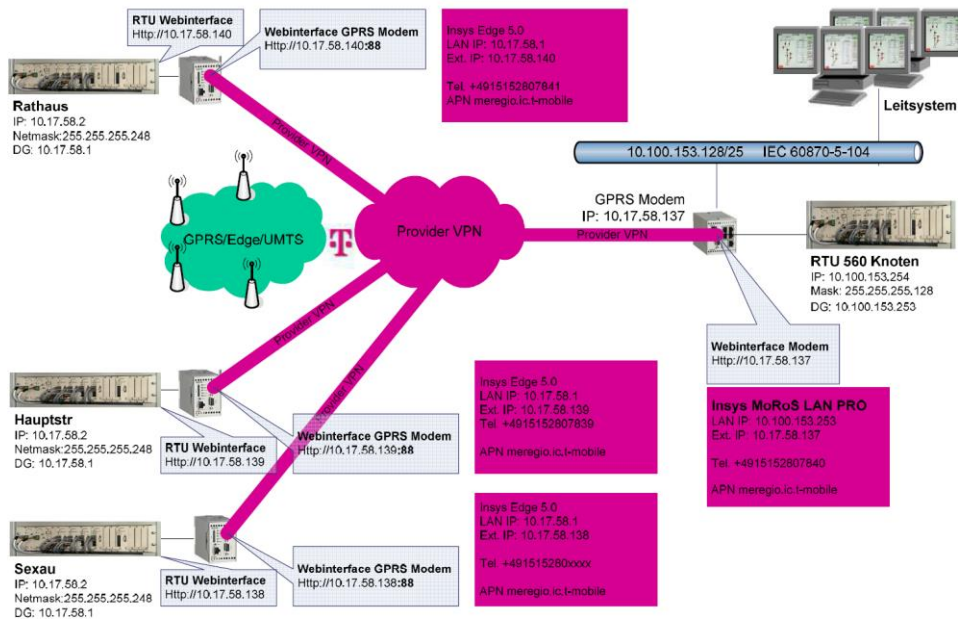 RTU Webinterface
Http://10.17.58.140
Webinterface GPRS Modem
Http://10.17.58.140:88
Insys Edge 5.0
LAN IP: 10.17.58.1
Ext. IP: 10.17.58.140
Tel. +4915152807841
APN meregio.ic.t-mobile
Leitsystem
Rathaus
IP: 10.17.58.2
Netmask:255.255.255.248
DG: 10.17.58.1
Provider VPN
10.100.153.128/25 IEC 60870-5-104
GPRS/Edge/UMTS
T
Provider VPN
GPRS Modem
IP: 10.17.58.137
Provider VPN
RTU 560 Knoten
IP: 10.100.153.254
Mask: 255.255.255.128
DG: 10.100.153.253
Provider VPN
Provider VPN
Webinterface Modem
Http://10.17.58.137
Hauptstr
IP: 10.17.58.2
Netmask:255.255.255.248
DG: 10.17.58.1
RTU Webinterface
Http://10.17.58.139
Webinterface GPRS Modem
Http://10.17.58.139:88
Insys Edge 5.0
LAN IP: 10.17.58.1
Ext. IP: 10.17.58.139
Tel +4915152807839
APN meregio.ic.t-mobile
Insys MoRoS LAN PRO
LAN IP: 10.100.153.253
Ext. IP: 10.17.58.137
Tel. +4915152807840
APN meregio.ic.t-mobile
Sexau
IP: 10.17.58.2
Netmask:255.255.255.248
DG: 10.17.58.1
RTU Webinterface
Http://10.17.58.138
Webinterface GPRS Modem
Http://10.17.58.138:88
Insys Edge 5.0
LAN IP: 10.17.58.1
Ext. IP: 10.17.58.138
Tel +491515280xxxx
APN meregio.ic.t-mobile